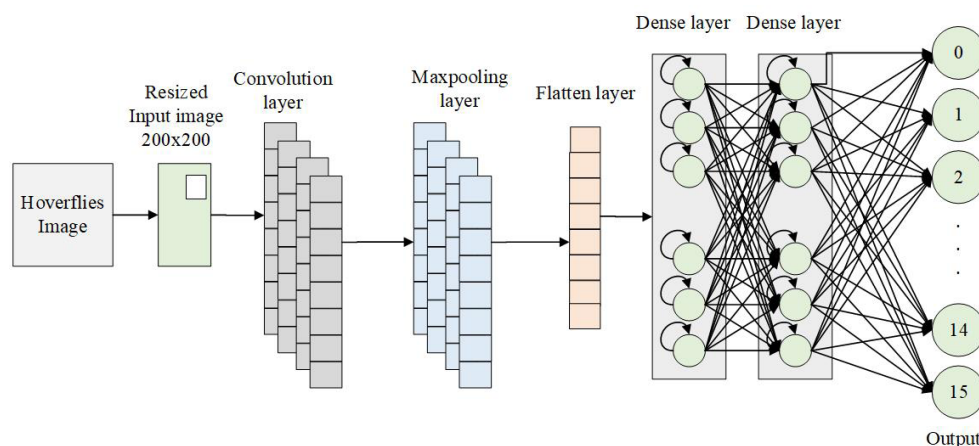 Hoverflies
Image
Resized
Input image
200x200
Convolution
layer
Maxpooling
layer
Flatten layer
Dense layer
Dense layer
0
1
2
.
.
.
.
14
15
Output